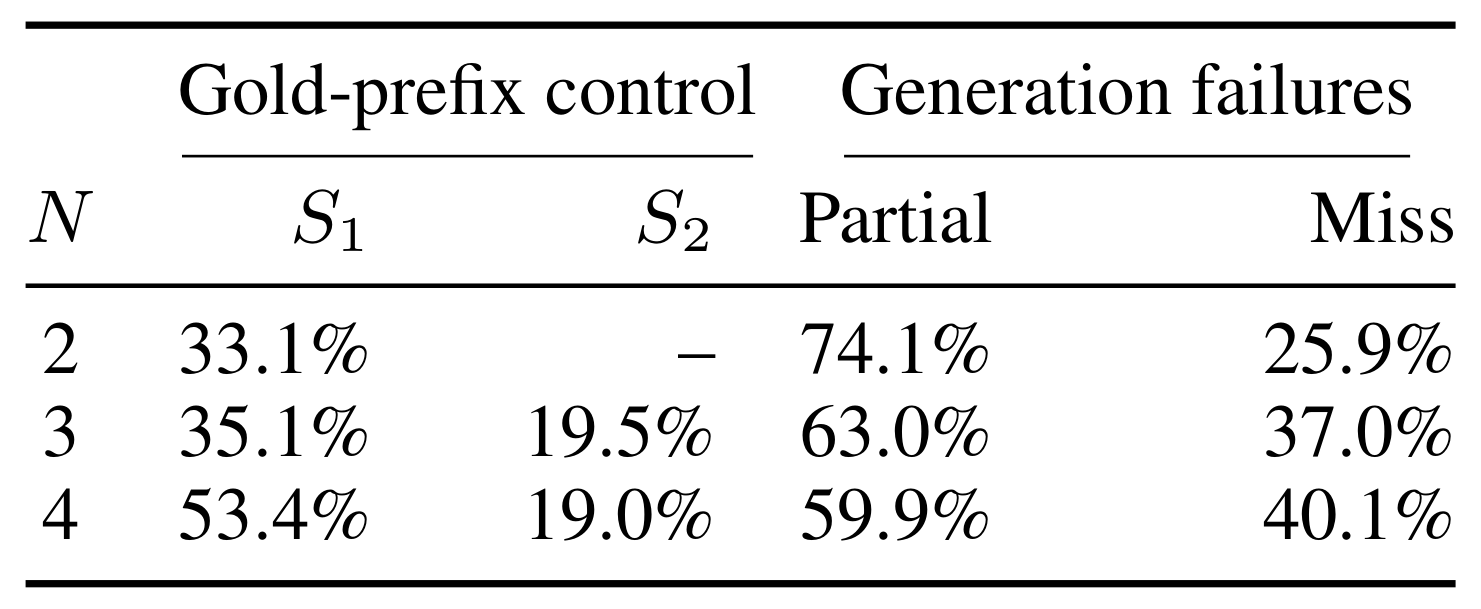 Gold-prefix control Generation failures
N S₁ S₂ Partial Miss
2 33.1% – 74.1% 25.9%
3 35.1% 19.5% 63.0% 37.0%
4 53.4% 19.0% 59.9% 40.1%